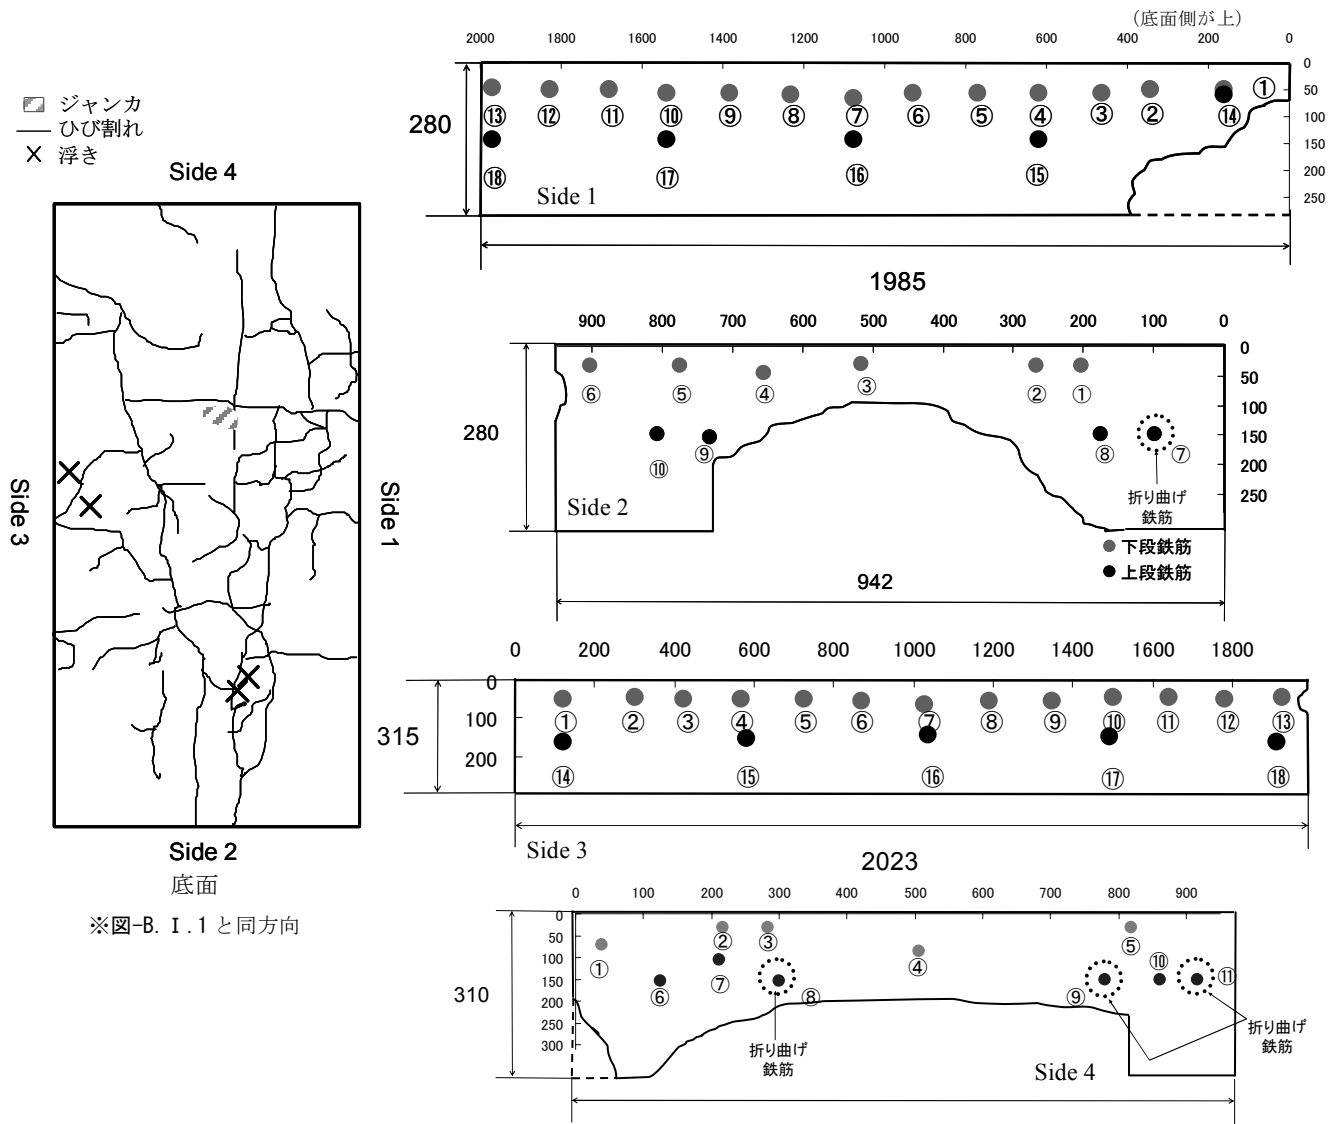 ジャンカ
ひび割れ
浮き
Side 4
Side 3
Side 1
Side 2
底面
※図-B.Ⅰ.1 と同方向
(底面側が上)
2000 1800 1600 1400 1200 1000 800 600 400 200 0
0
50
100
150
200
250
280
⑬ ⑫ ⑪ ⑩ ⑨ ⑧ ⑦ ⑥ ⑤ ④ ③ ② ⑭ ①
⑱ ⑰ ⑯ ⑮
Side 1
1985
900 800 700 600 500 400 300 200 100 0
0
50
100
150
200
250
280
⑥ ⑤ ④ ③ ② ①
⑩ ⑨ ⑧ ⑦
折り曲げ
鉄筋
Side 2
下段鉄筋
上段鉄筋
942
0 200 400 600 800 1000 1200 1400 1600 1800
0
100
200
315
① ② ③ ④ ⑤ ⑥ ⑦ ⑧ ⑨ ⑩ ⑪ ⑫ ⑬
⑭ ⑮ ⑯ ⑰ ⑱
Side 3
2023
0 100 200 300 400 500 600 700 800 900
0
50
100
150
200
250
300
310
① ② ③ ④ ⑤
⑥ ⑦ ⑧ ⑨ ⑩ ⑪
折り曲げ
鉄筋
折り曲げ
鉄筋
Side 4